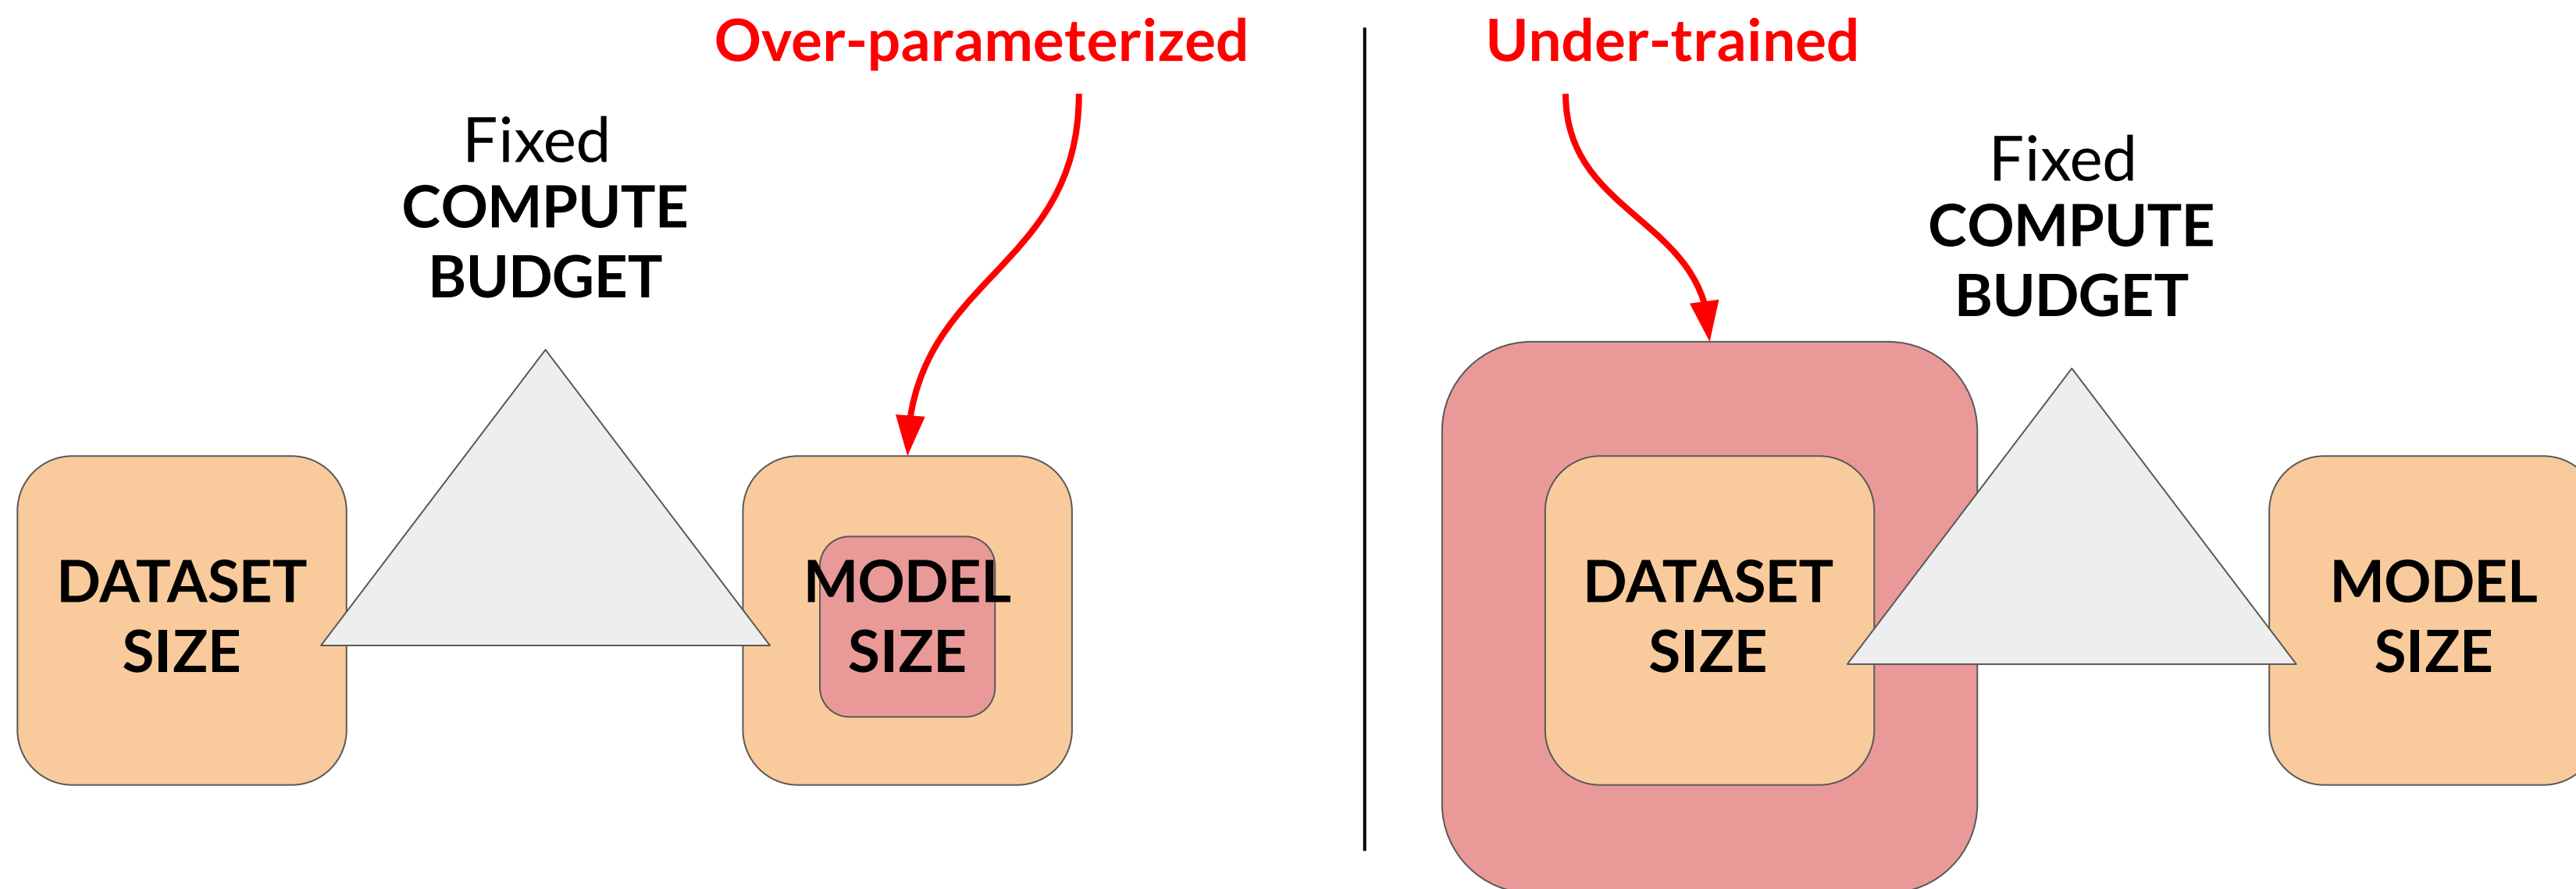 Over-parameterized
Fixed
COMPUTE
BUDGET
DATASET
SIZE
MODEL
SIZE
Under-trained
Fixed
COMPUTE
BUDGET
DATASET
SIZE
MODEL
SIZE